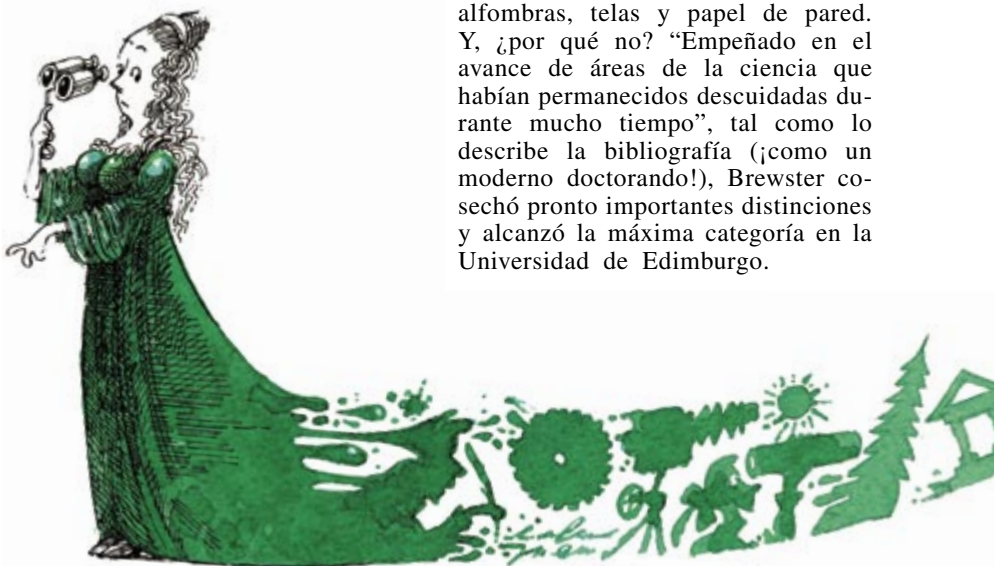 alfombras, telas y papel de pared.
Y, ¿por qué no? “Empeñado en el
avance de áreas de la ciencia que
habían permanecidos descuidadas du-
rante mucho tiempo”, tal como lo
describe la bibliografía (¡como un
moderno doctorando!), Brewster co-
sechó pronto importantes distinciones
y alcanzó la máxima categoría en la
Universidad de Edimburgo.